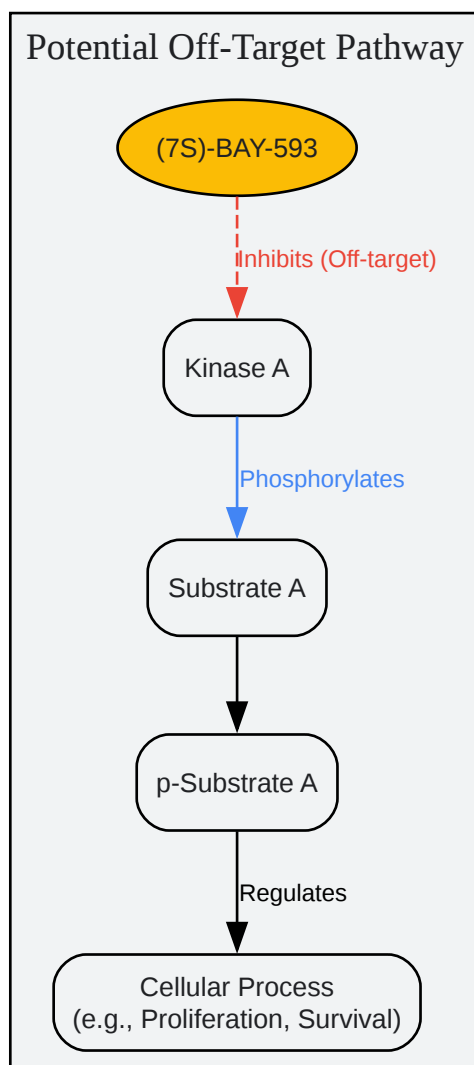 Potential Off-Target Pathway
(7S)-BAY-593
Inhibits (Off-target)
Kinase A
Phosphorylates
Substrate A
p-Substrate A
Regulates
Cellular Process
(e.g., Proliferation, Survival)